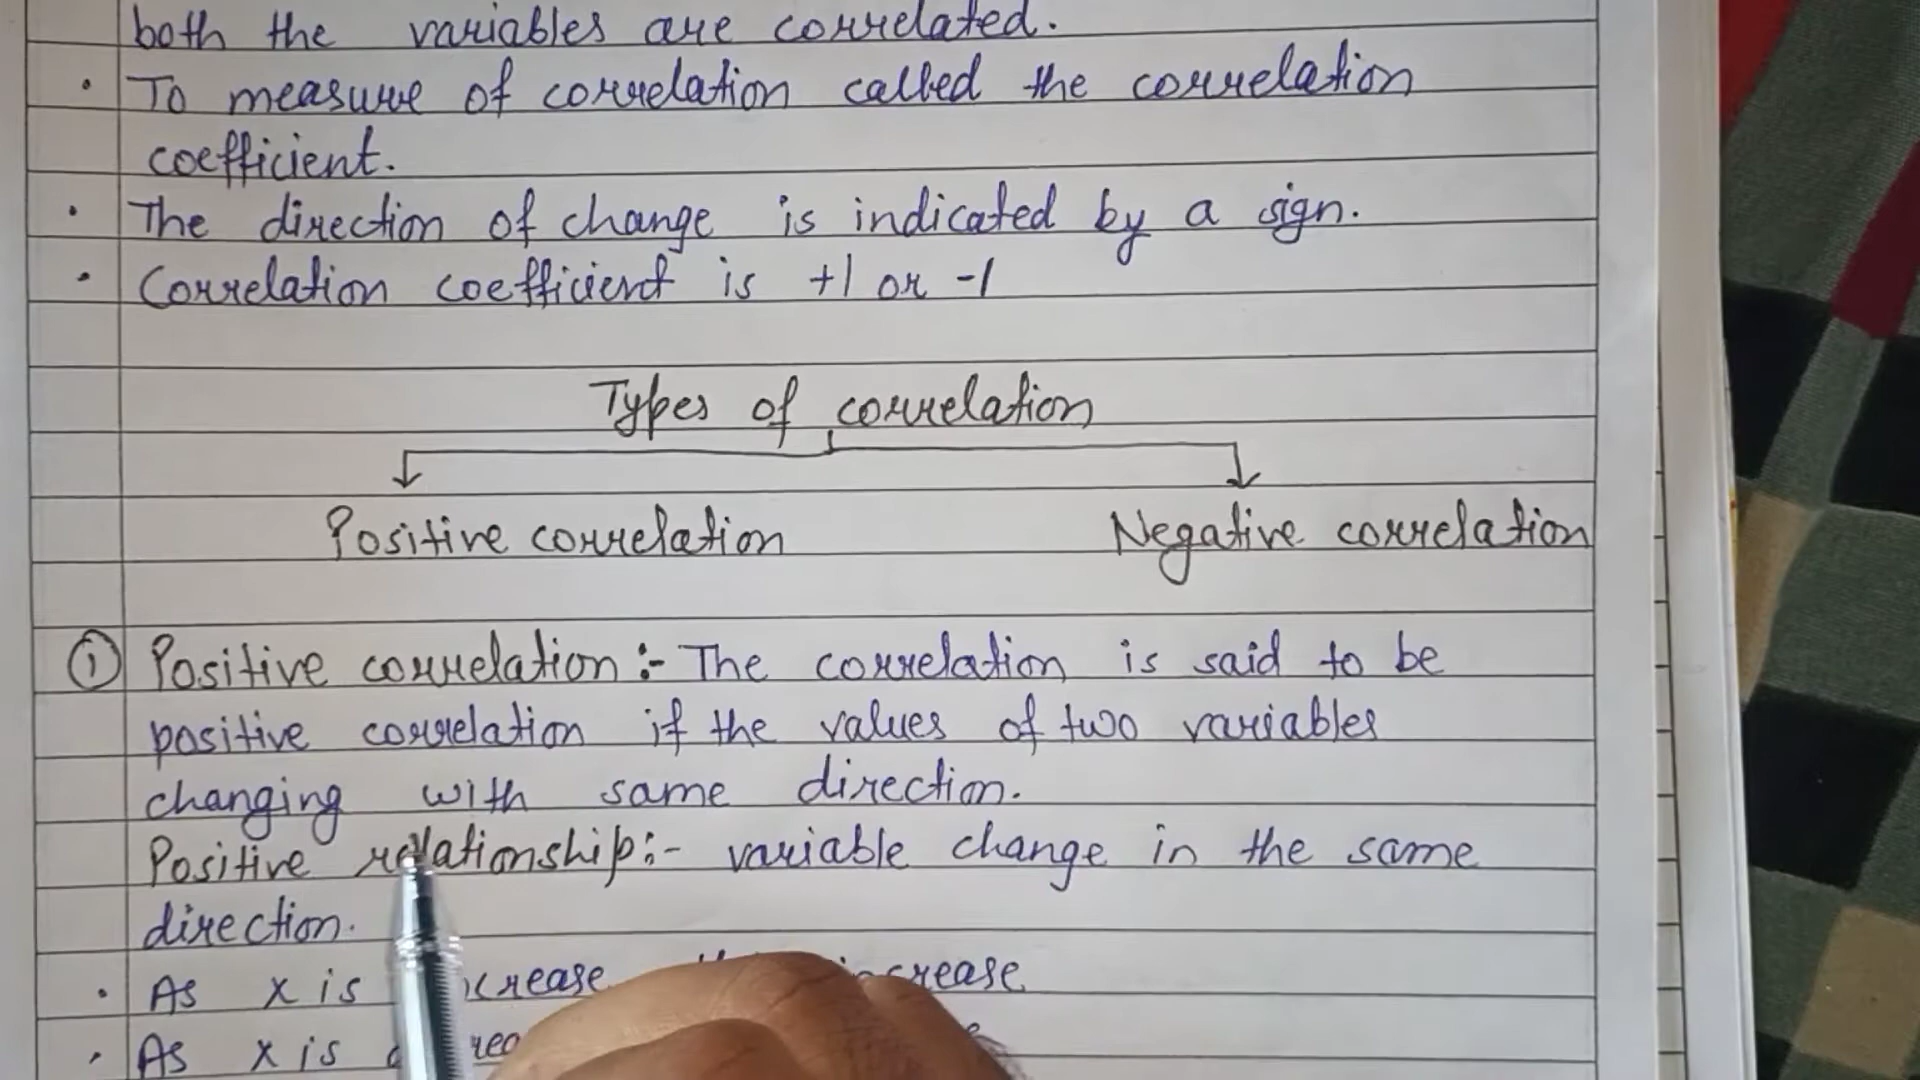 both the variables are correlated.
• To measure of correlation called the correlation
coefficient.
• The direction of change is indicated by a sign.
• Correlation coefficient is +1 or -1
Types of correlation
Positive correlation Negative correlation
① Positive correlation :- The correlation is said to be
positive correlation if the values of two variables
changing with same direction.
Positive relationship:- variable change in the same
direction.
• As x is
• As x is